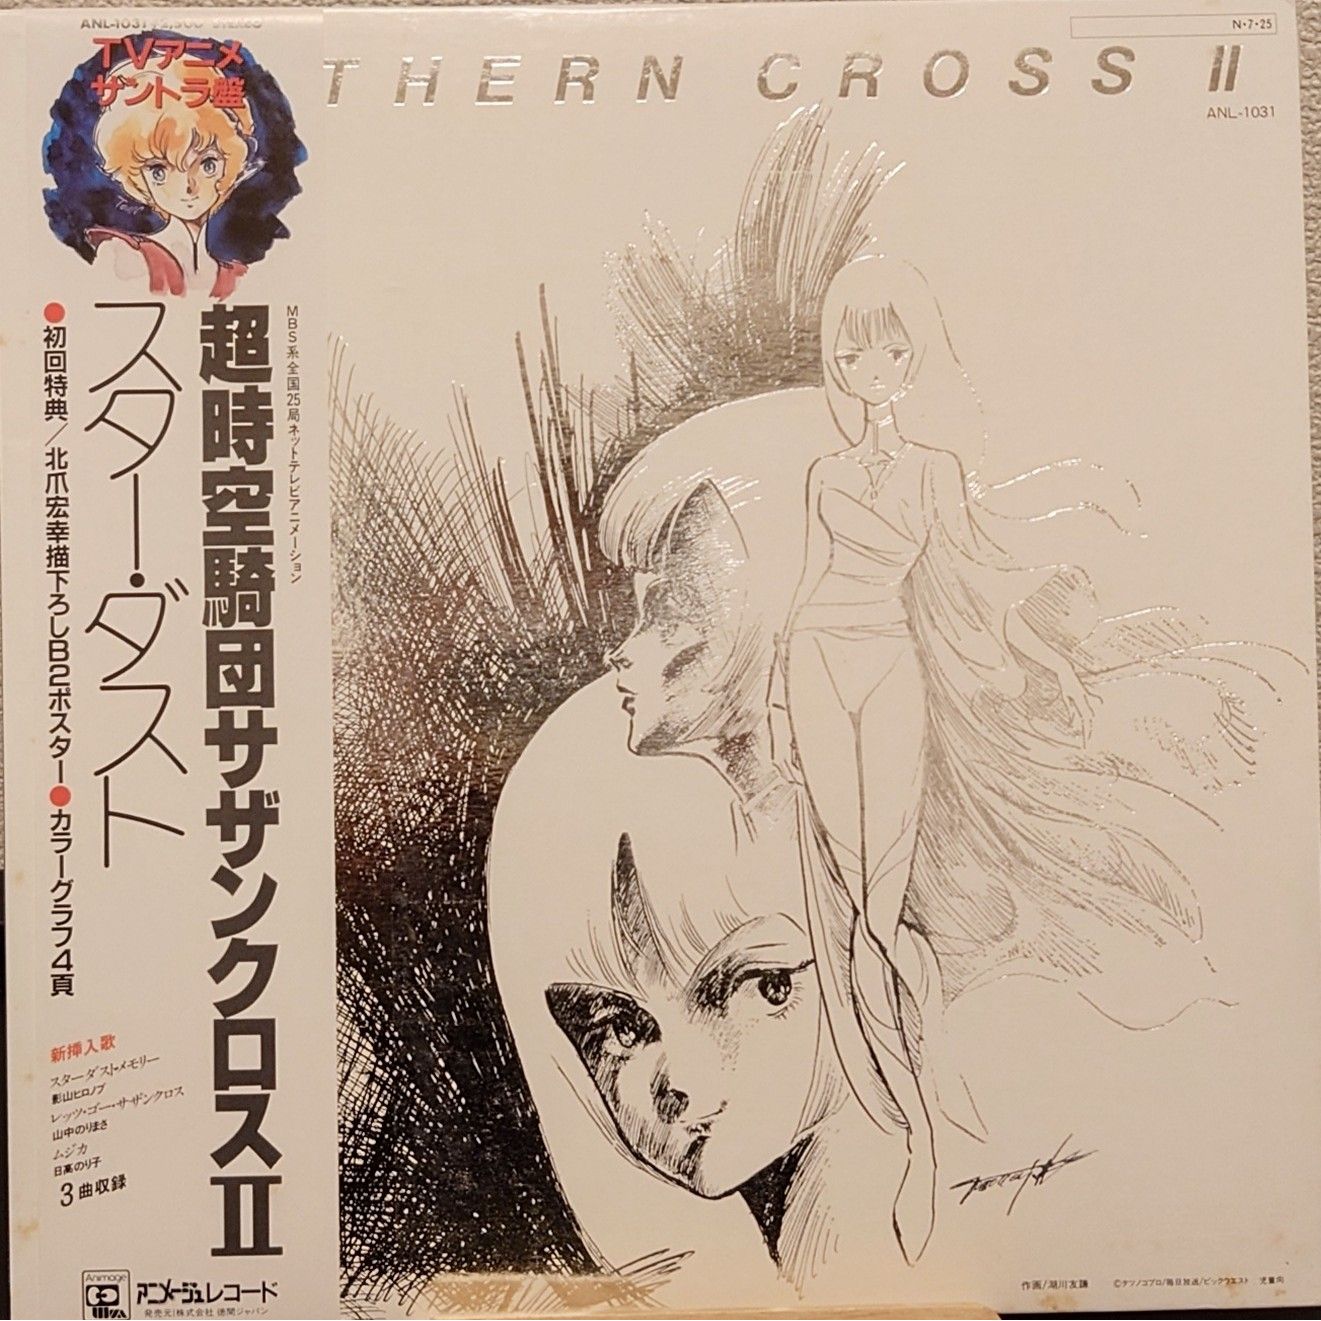 ANL-1031 ¥2,500 STEREO
TVアニメ
サントラ盤
N・7・25
THERN CROSS II
ANL-1031
MBS系全国25局ネットテレビアニメーション
超時空騎団サザンクロスII
スター・ダスト
●初回特典／北爪宏幸描下ろしB2ポスター●カラーグラフ4頁
新挿入歌
スターダスト・メモリー
影山ヒロノブ
レッツ・ゴー・サザンクロス
山中のりまさ
ムジカ
日高のり子
3曲収録
Animage
アニメージュレコード
発売元／株式会社 徳間ジャパン
作画／湖川友謙
©タツノコプロ／毎日放送／ビックウエスト 児童向